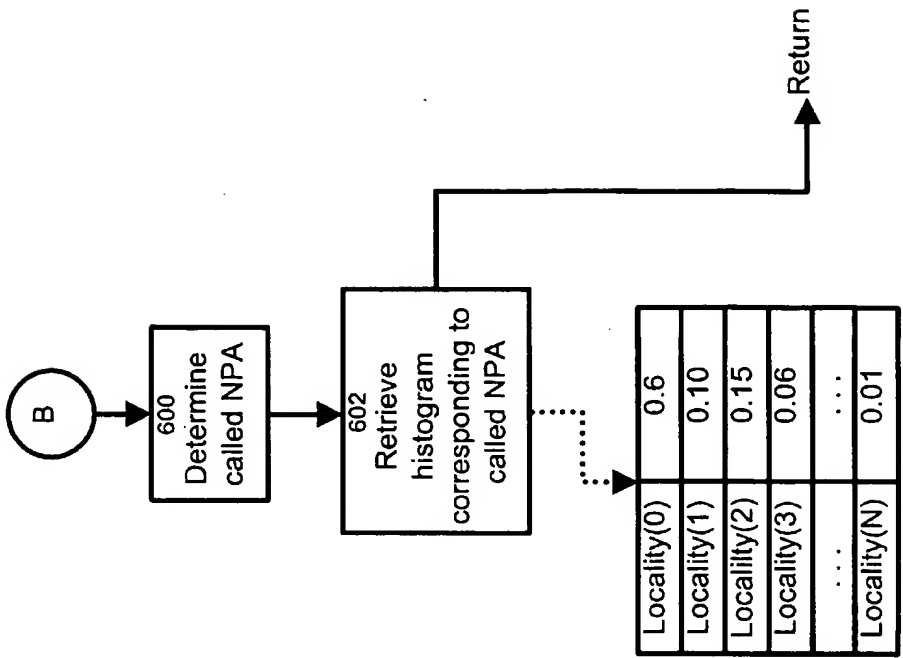 B
600
Determine
called NPA
602
Retrieve
histogram
corresponding to
called NPA
Return
Locality(0) 0.6
Locality(1) 0.10
Localilty(2) 0.15
Locality(3) 0.06
... ...
Locality(N) 0.01